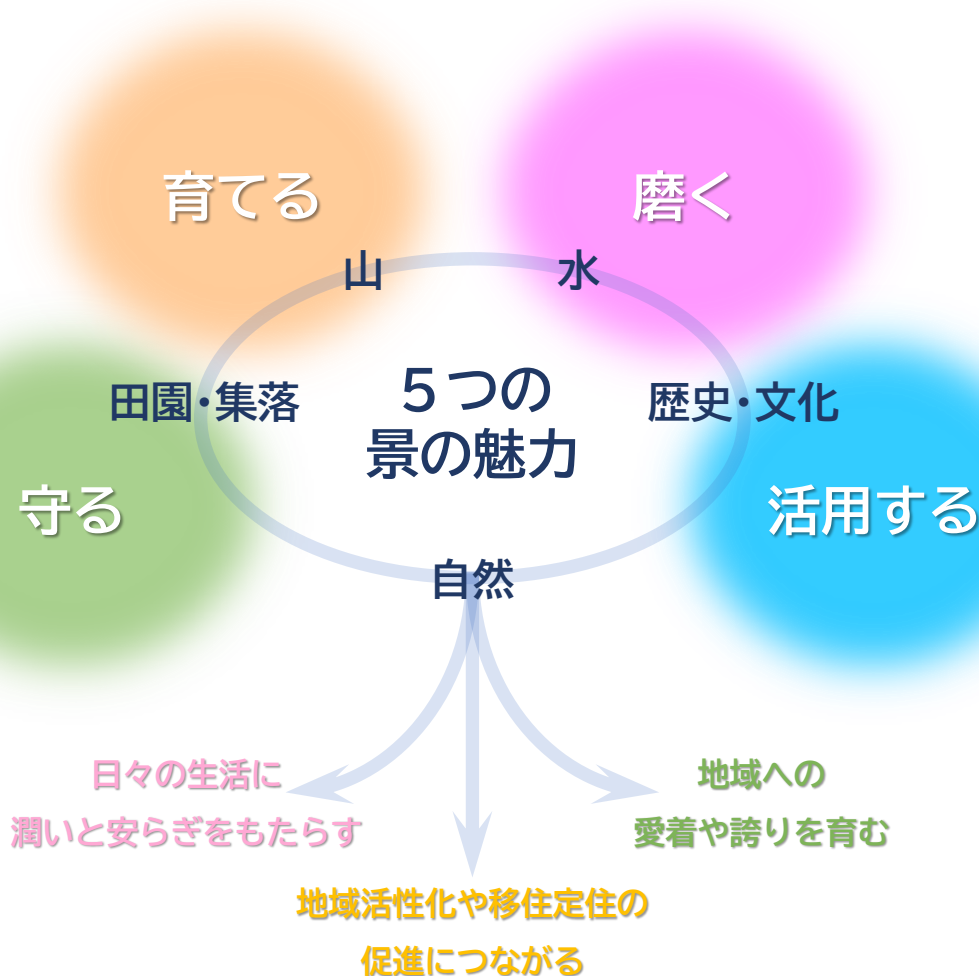 育てる
磨く
山
水
田園・集落
５つの
景の魅力
歴史・文化
守る
活用する
自然
日々の生活に
潤いと安らぎをもたらす
地域への
愛着や誇りを育む
地域活性化や移住定住の
促進につながる